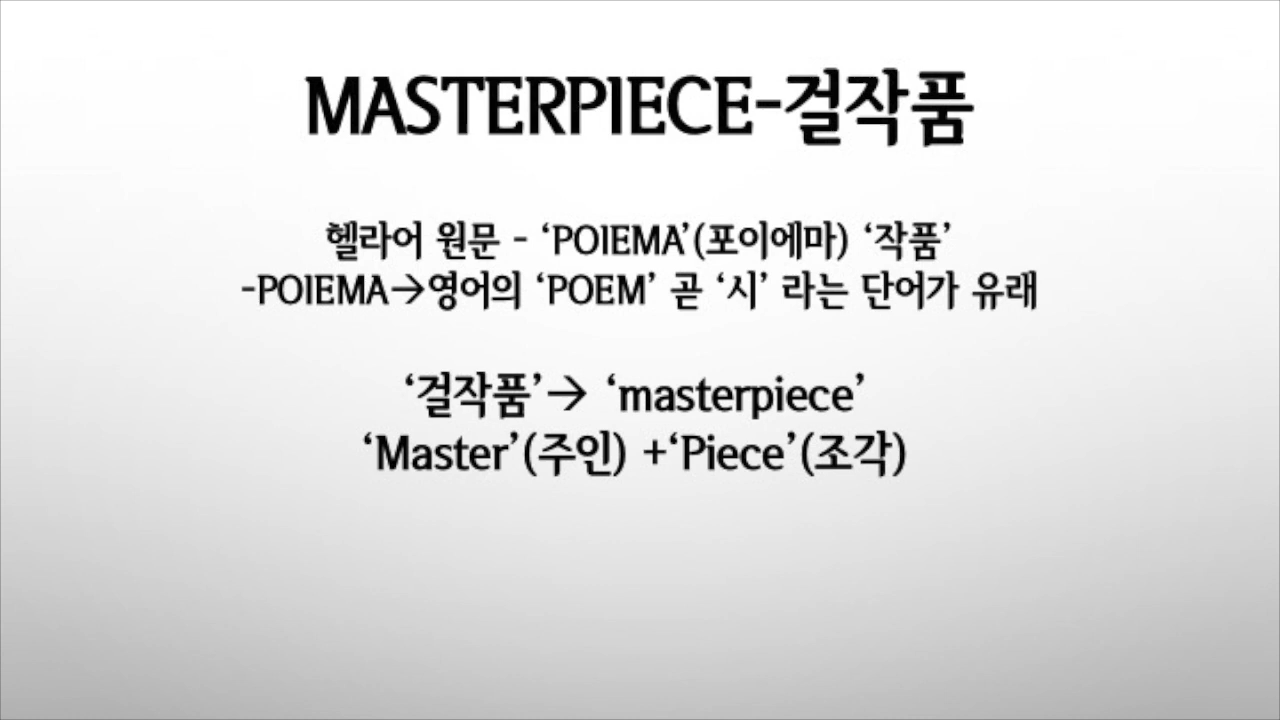 MASTERPIECE-걸작품
헬라어 원문 - ‘POIEMA’(포이에마) ‘작품’
-POIEMA→영어의 ‘POEM’ 곧 ‘시’ 라는 단어가 유래
‘걸작품’→ ‘masterpiece’
‘Master’(주인) +‘Piece’(조각)